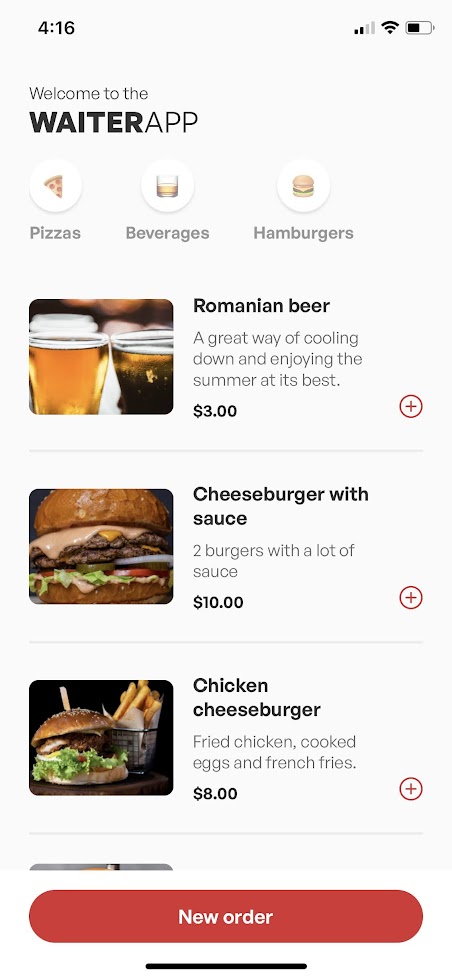 4:16
Welcome to the
WAITERAPP
Pizzas
Beverages
Hamburgers
Romanian beer
A great way of cooling
down and enjoying the
summer at its best.
$3.00
Cheeseburger with
sauce
2 burgers with a lot of
sauce
$10.00
Chicken
cheeseburger
Fried chicken, cooked
eggs and french fries.
$8.00
New order